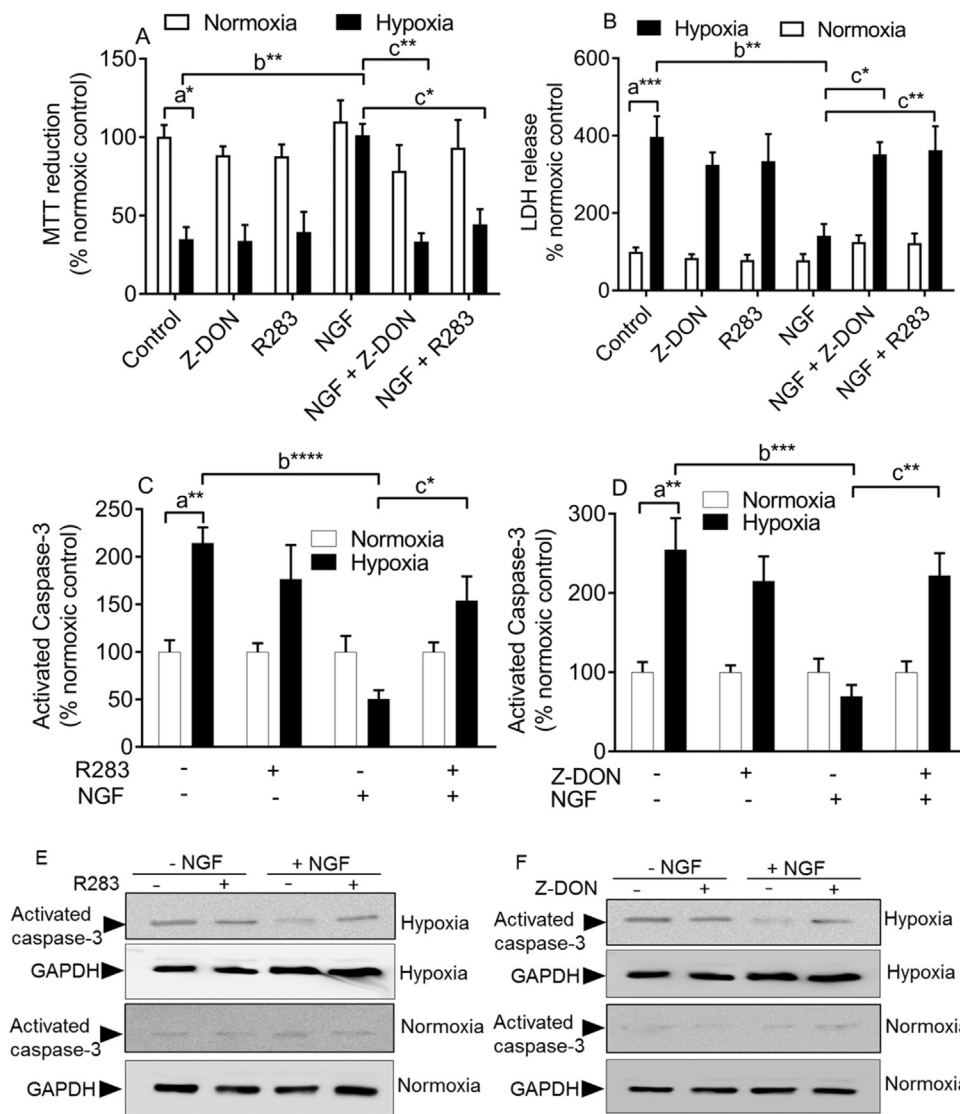 A
Normoxia
Hypoxia
MTT reduction
(% normoxic control)
150
100
50
0
a*
b**
c**
c*
Control
Z-DON
R283
NGF
NGF + Z-DON
NGF + R283
B
Hypoxia
Normoxia
LDH release
% normoxic control
600
400
200
0
a***
b**
c*
c**
Control
Z-DON
R283
NGF
NGF + Z-DON
NGF + R283
C
Normoxia
Hypoxia
Activated Caspase-3
(% normoxic control)
250
200
150
100
50
0
a**
b****
c*
R283 - + - +
NGF - - + +
D
Normoxia
Hypoxia
Activated Caspase-3
(% normoxic control)
300
200
100
0
a**
b***
c**
Z-DON - + - +
NGF - - + +
E
- NGF + NGF
R283 - + - +
Activated
caspase-3
Hypoxia
GAPDH
Hypoxia
Activated
caspase-3
Normoxia
GAPDH
Normoxia
F
- NGF + NGF
Z-DON - + - +
Activated
caspase-3
Hypoxia
GAPDH
Hypoxia
Activated
caspase-3
Normoxia
GAPDH
Normoxia